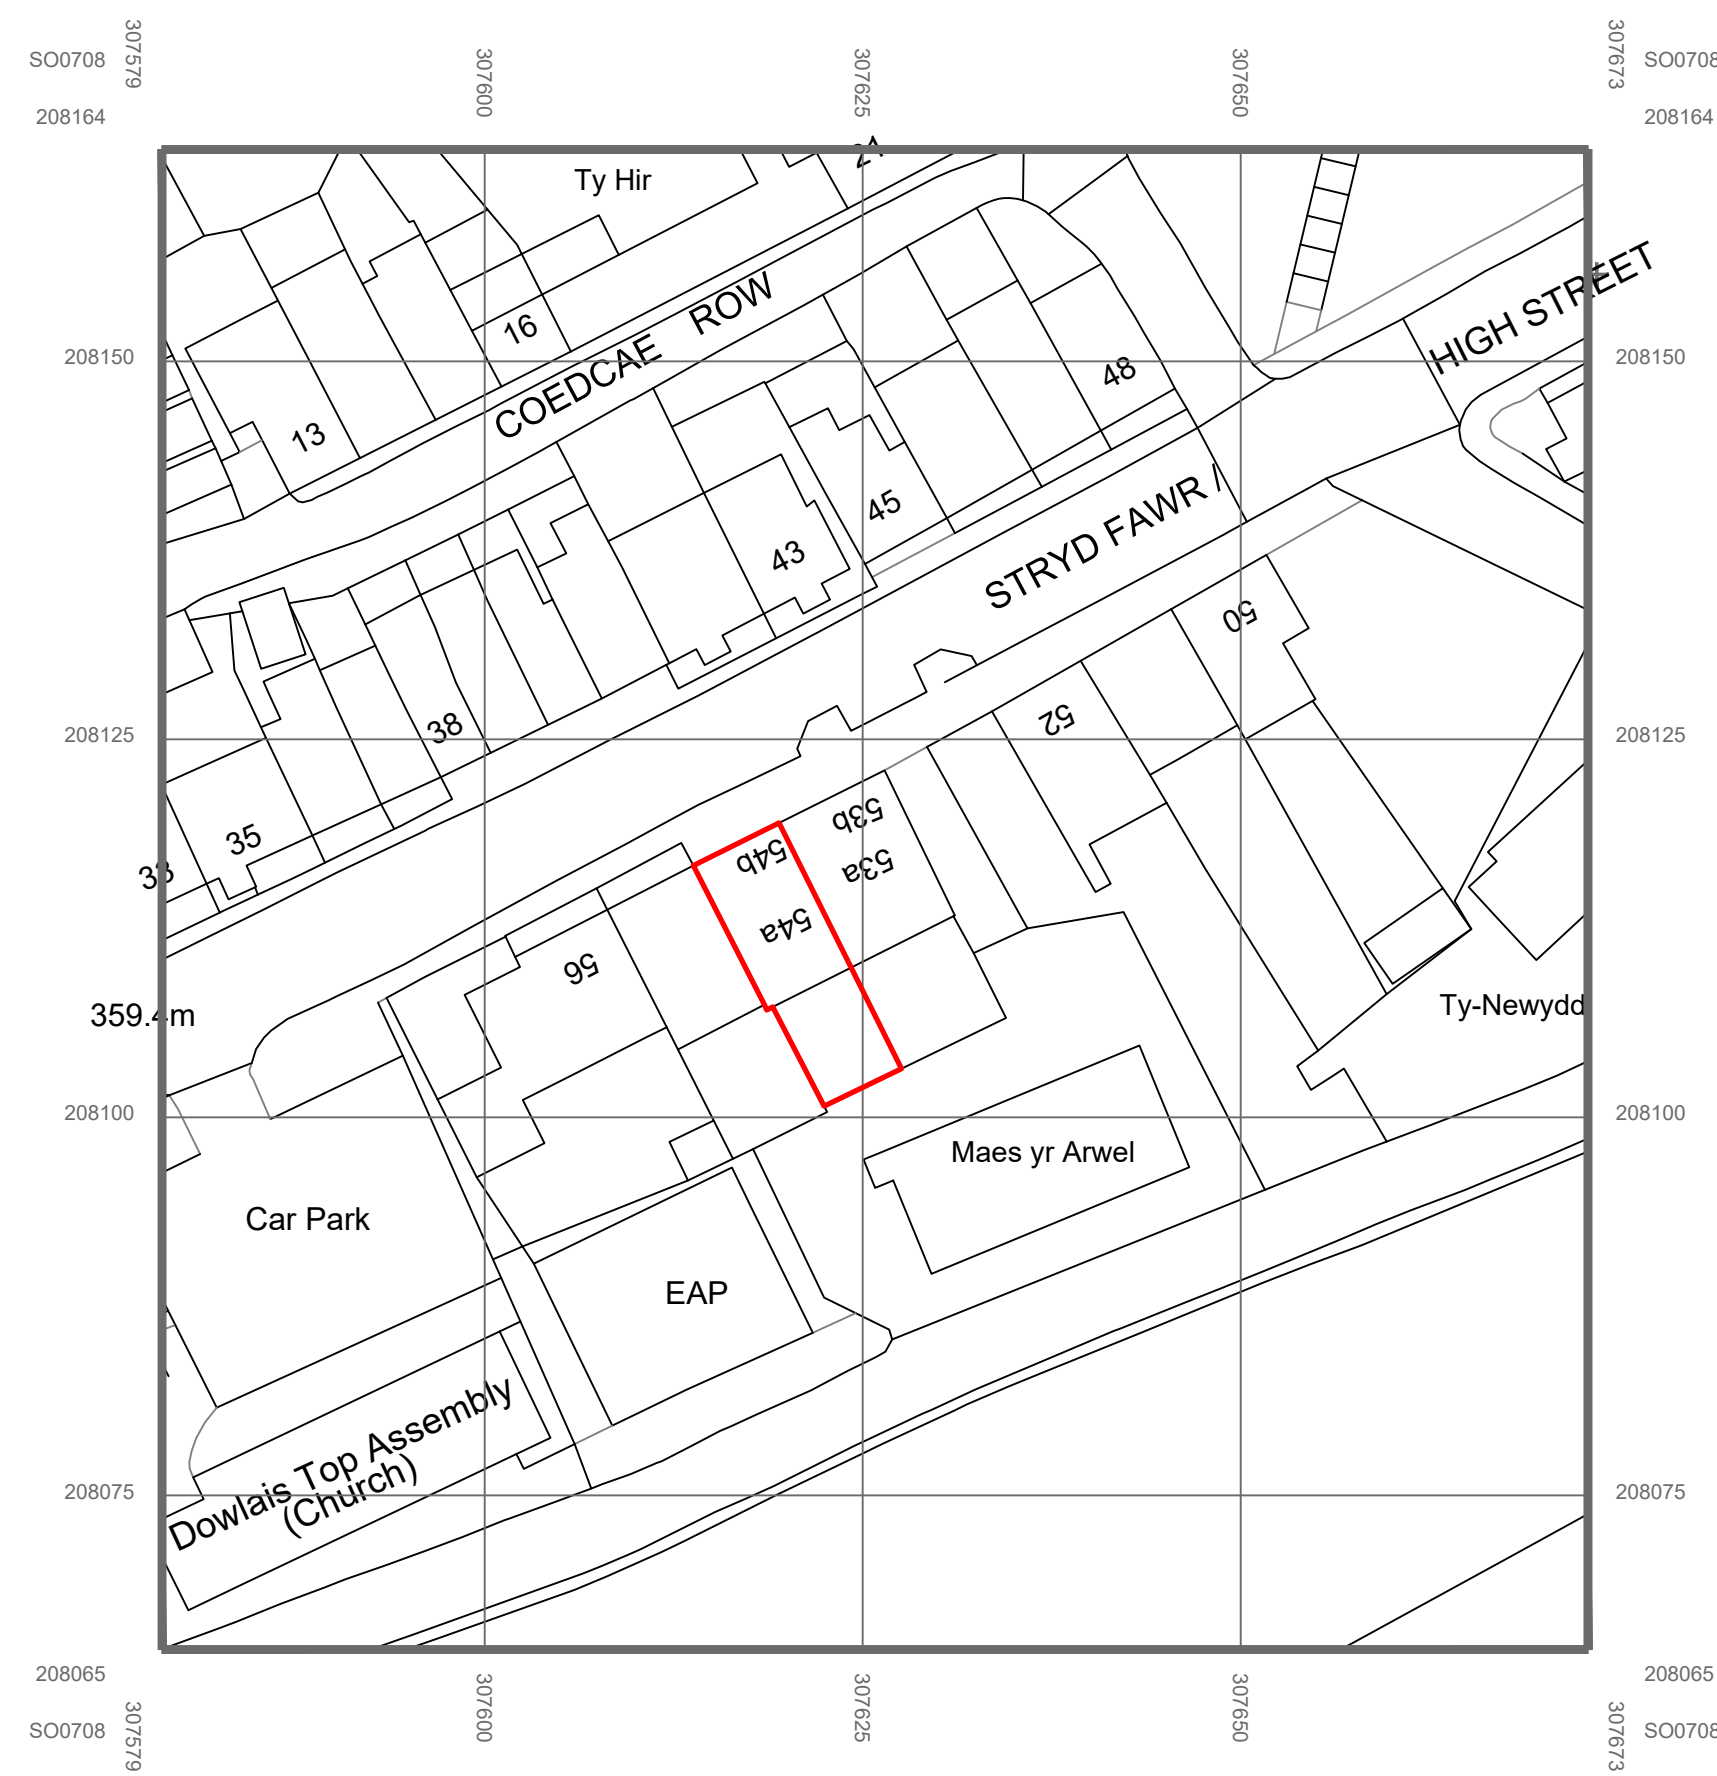 307579
307600
307625
307650
307673
SO0708
SO0708
208164
208164
21
Ty Hir
HIGH STREET
COEDCAE ROW
16
208150
208150
48
13
45
STRYD FAWR /
43
50
38
52
208125
208125
53b
35
54b
53a
33
54a
56
359.4m
Ty-Newydd
208100
208100
Maes yr Arwel
Car Park
EAP
Dowlais Top Assembly
(Church)
208075
208075
208065
208065
SO0708
SO0708
307579
307600
307625
307650
307673